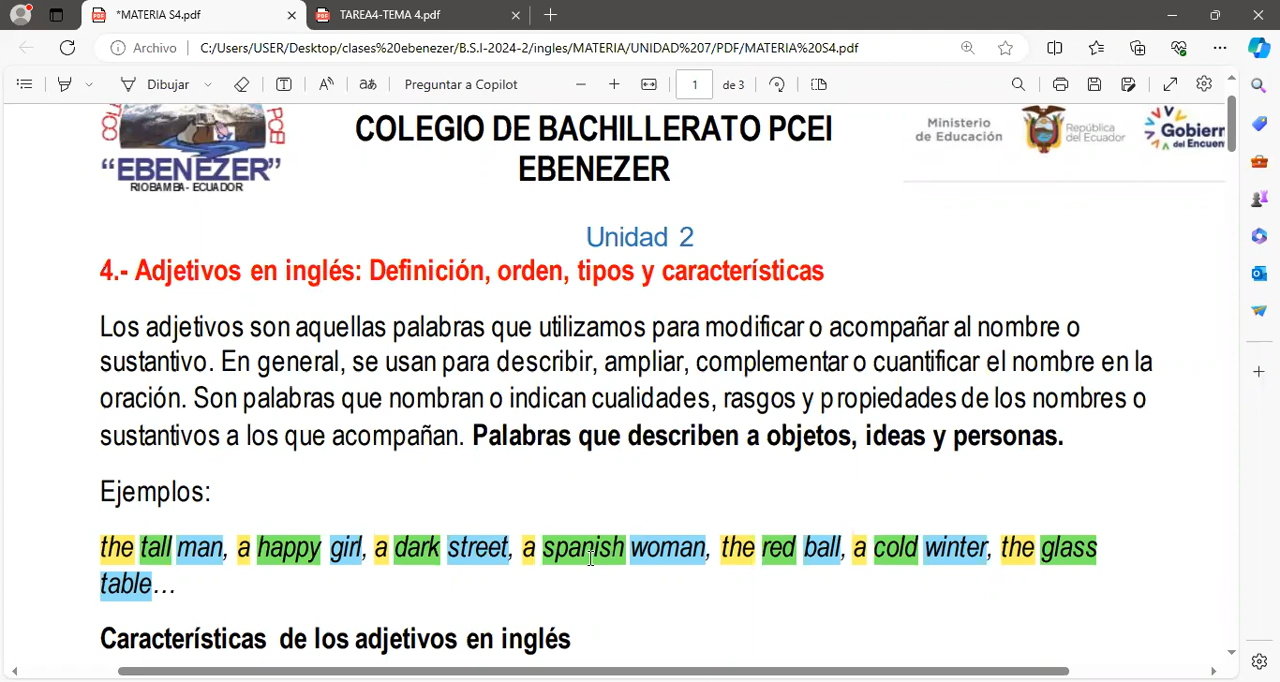 *MATERIA S4.pdf
TAREA4-TEMA 4.pdf
Archivo
C:/Users/USER/Desktop/clases%20ebenezer/B.S.I-2024-2/ingles/MATERIA/UNIDAD%207/PDF/MATERIA%20S4.pdf
Dibujar
Preguntar a Copilot
1
de 3
COLEGIO DE BACHILLERATO PCEI
EBENEZER
PCEI
"EBENEZER"
RIOBAMBA- ECUADOR
Ministerio
de Educación
República
del Ecuador
Gobierr
del Encuen
Unidad 2
4.- Adjetivos en inglés: Definición, orden, tipos y características
Los adjetivos son aquellas palabras que utilizamos para modificar o acompañar al nombre o
sustantivo. En general, se usan para describir, ampliar, complementar o cuantificar el nombre en la
oración. Son palabras que nombran o indican cualidades, rasgos y propiedades de los nombres o
sustantivos a los que acompañan. Palabras que describen a objetos, ideas y personas.
Ejemplos:
the tall man, a happy girl, a dark street, a spanish woman, the red ball, a cold winter, the glass
table…
Características de los adjetivos en inglés